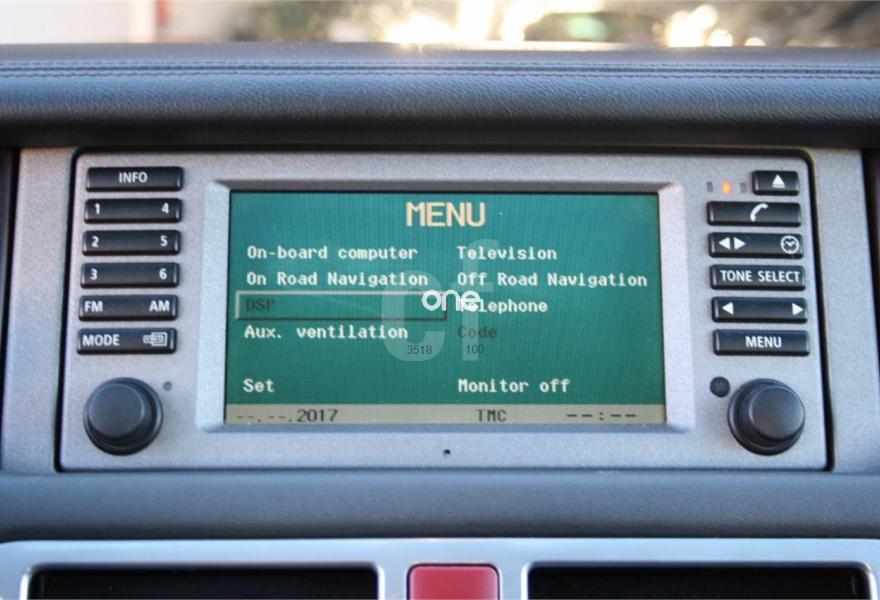 INFO
1 4
2 5
3 6
FM AM
MODE
MENU
On-board computer Television
On Road Navigation Off Road Navigation
DSP Telephone
Aux. ventilation Code
Set Monitor off
--.--.2017 TMC --:--
TONE SELECT
MENU
cf
one
3518 100